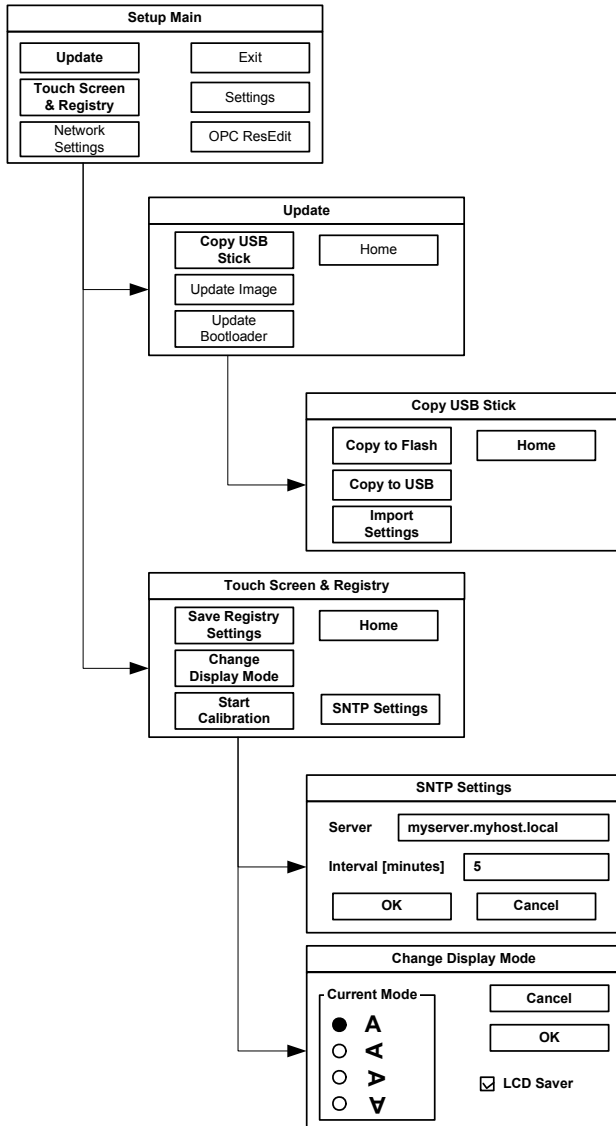 Setup Main
Update
Exit
Touch Screen
& Registry
Settings
Network
Settings
OPC ResEdit
Update
Copy USB
Stick
Home
Update Image
Update
Bootloader
Copy USB Stick
Copy to Flash
Home
Copy to USB
Import
Settings
Touch Screen & Registry
Save Registry
Settings
Home
Change
Display Mode
Start
Calibration
SNTP Settings
SNTP Settings
Server
myserver.myhost.local
Interval [minutes]
5
OK
Cancel
Change Display Mode
Current Mode
Cancel
A
OK
A
A
LCD Saver
A